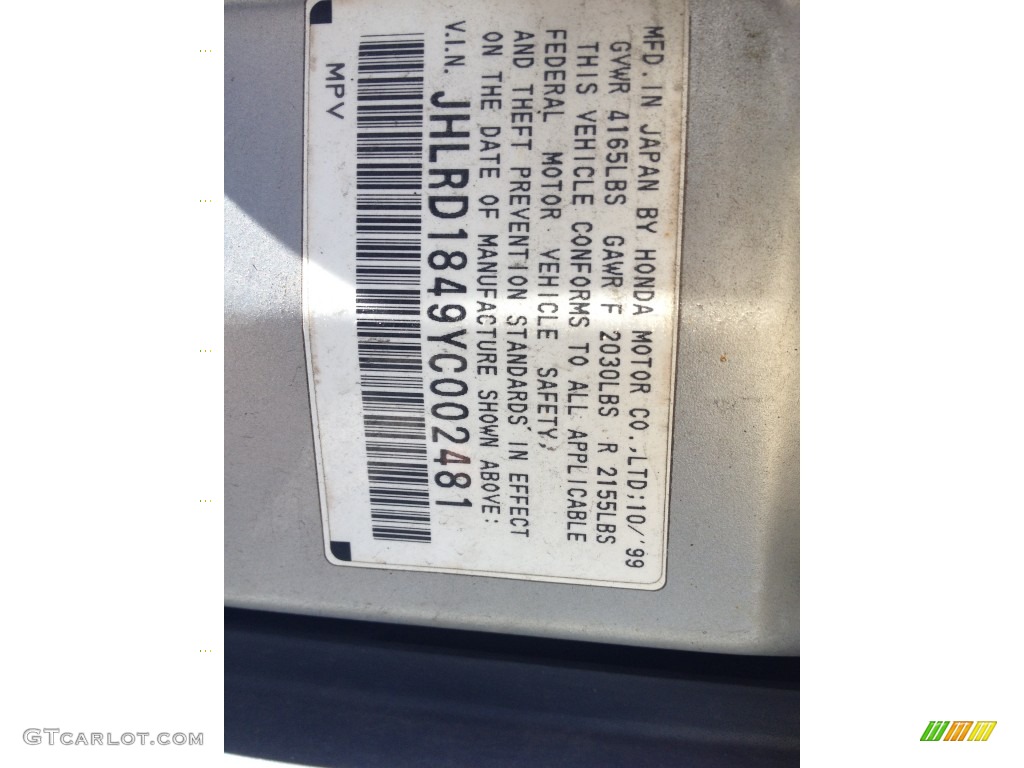 MFD. IN JAPAN BY HONDA MOTOR CO., LTD; 10/'99
GVWR 4165LBS GAWR F 2030LBS R 2155LBS
THIS VEHICLE CONFORMS TO ALL APPLICABLE
FEDERAL MOTOR VEHICLE SAFETY,
AND THEFT PREVENTION STANDARDS IN EFFECT
ON THE DATE OF MANUFACTURE SHOWN ABOVE:
V.I.N. JHLRD1849YC002481
MPV
GTCARLOT.COM